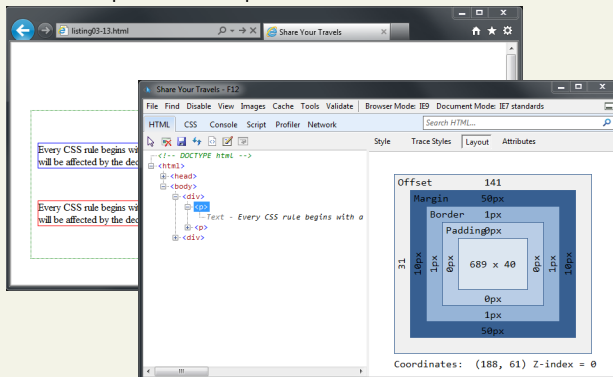 listing03-13.html
Share Your Travels
Every CSS rule begins wi
will be affected by the dec
Every CSS rule begins wi
will be affected by the dec
Share Your Travels - F12
File Find Disable View Images Cache Tools Validate Browser Mode: IE9 Document Mode: IE7 standards
HTML CSS Console Script Profiler Network Search HTML...
Style Trace Styles Layout Attributes
<!-- DOCTYPE html -->
<html>
<head>
<body>
<div>
<p>
Text - Every CSS rule begins with a
<p>
<div>
Offset 141
Margin 50px
Border 1px
Padding 0px
31 10px 1px 0px 689 x 40 0px 1px 10px
0px
1px
50px
Coordinates: (188, 61) Z-index = 0